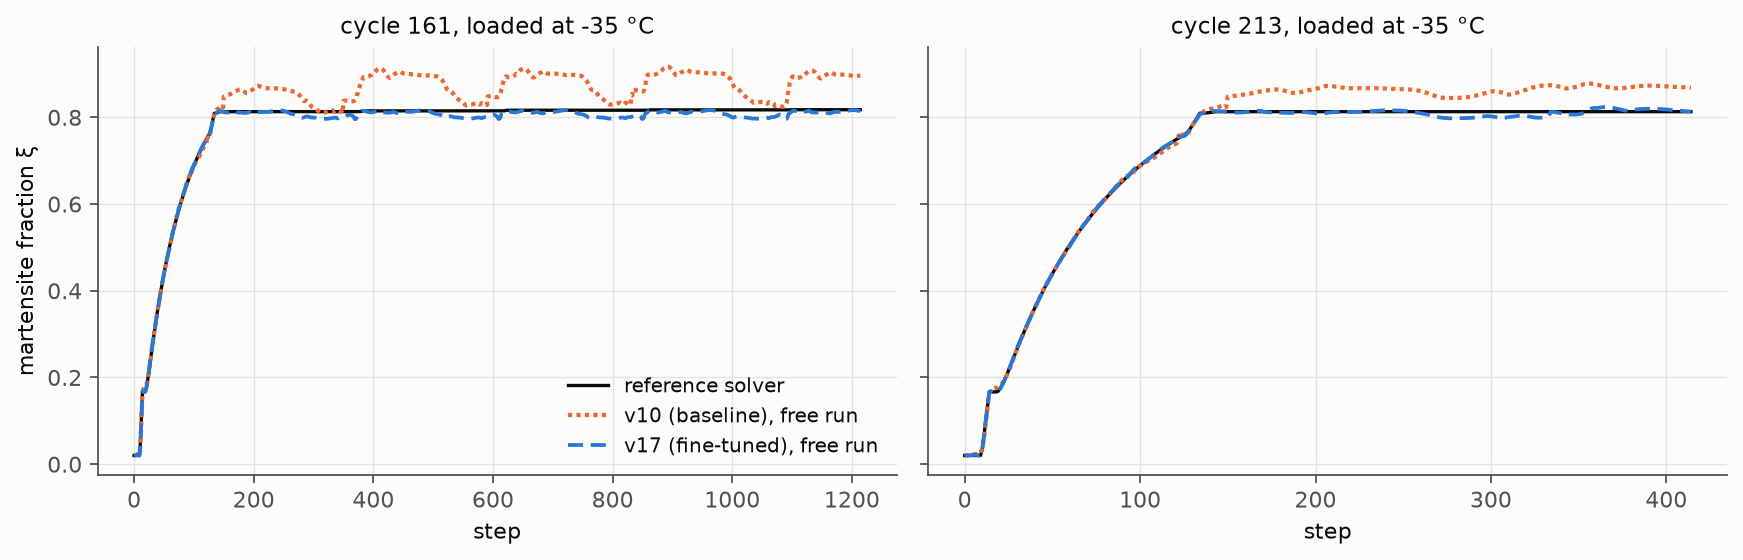 cycle 161, loaded at -35 °C
cycle 213, loaded at -35 °C
martensite fraction ξ
0.8
0.6
0.4
0.2
0.0
reference solver
v10 (baseline), free run
v17 (fine-tuned), free run
0 200 400 600 800 1000 1200
step
0 100 200 300 400
step